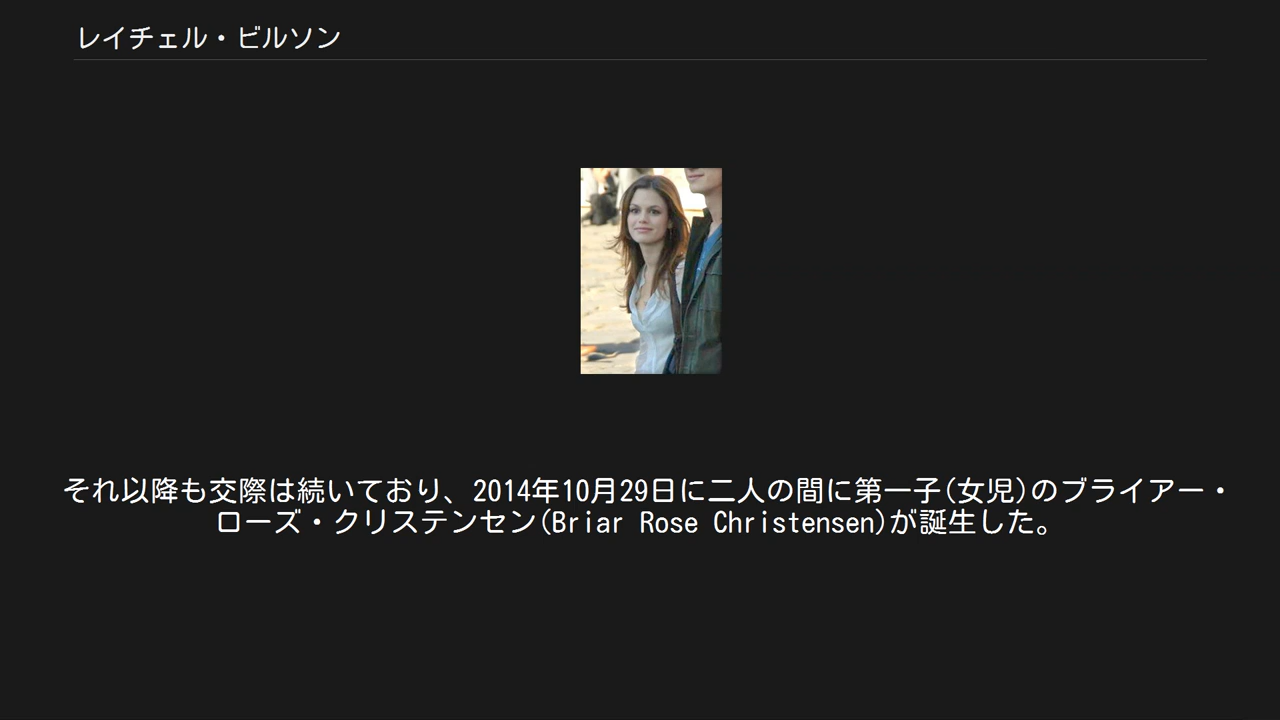 レイチェル・ビルソン
それ以降も交際は続いており、2014年10月29日に二人の間に第一子(女児)のブライアー・
ローズ・クリステンセン(Briar Rose Christensen)が誕生した。